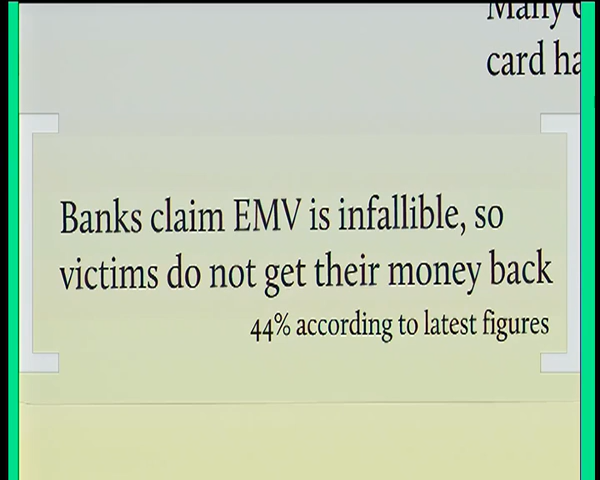 Many
card
Banks claim EMV is infallible, so
victims do not get their money back
44% according to latest figures